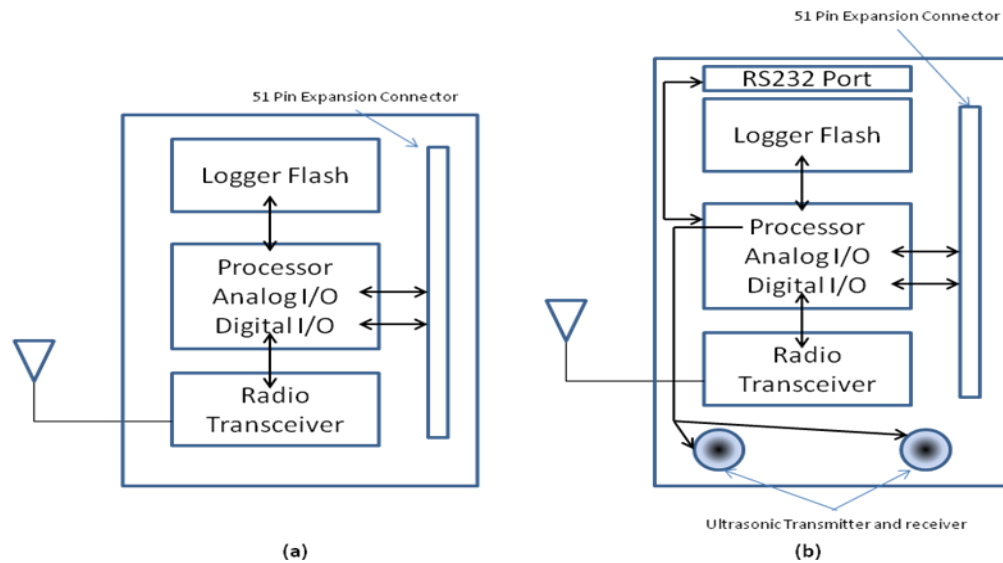 51 Pin Expansion Connector
Logger Flash
Processor
Analog I/O
Digital I/O
Radio
Transceiver
(a)
51 Pin Expansion Connector
RS232 Port
Logger Flash
Processor
Analog I/O
Digital I/O
Radio
Transceiver
Ultrasonic Transmitter and receiver
(b)